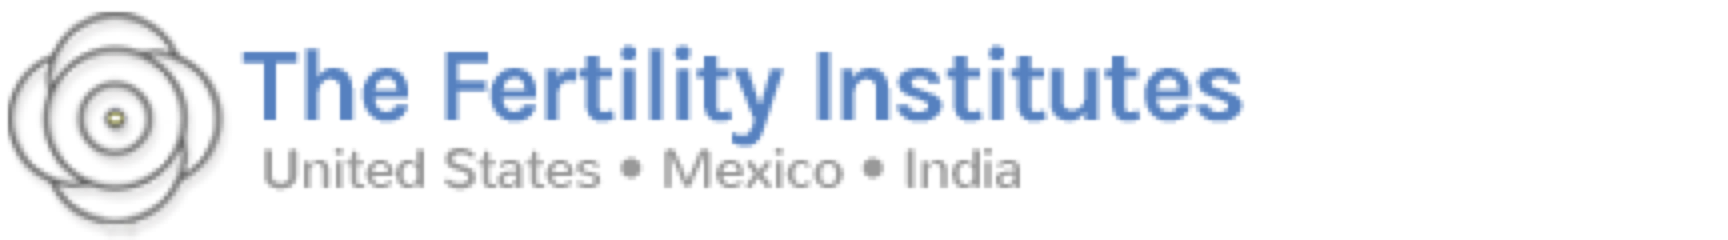 The Fertility Institutes
United States • Mexico • India